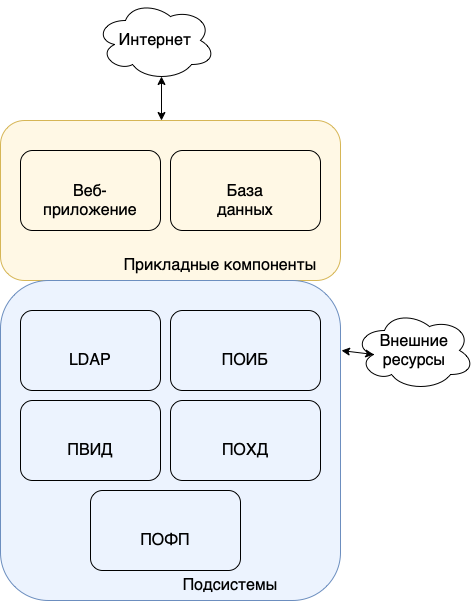 Интернет
Веб-
приложение
База
данных
Прикладные компоненты
LDAP
ПОИБ
Внешние
ресурсы
ПВИД
ПОХД
ПОФП
Подсистемы